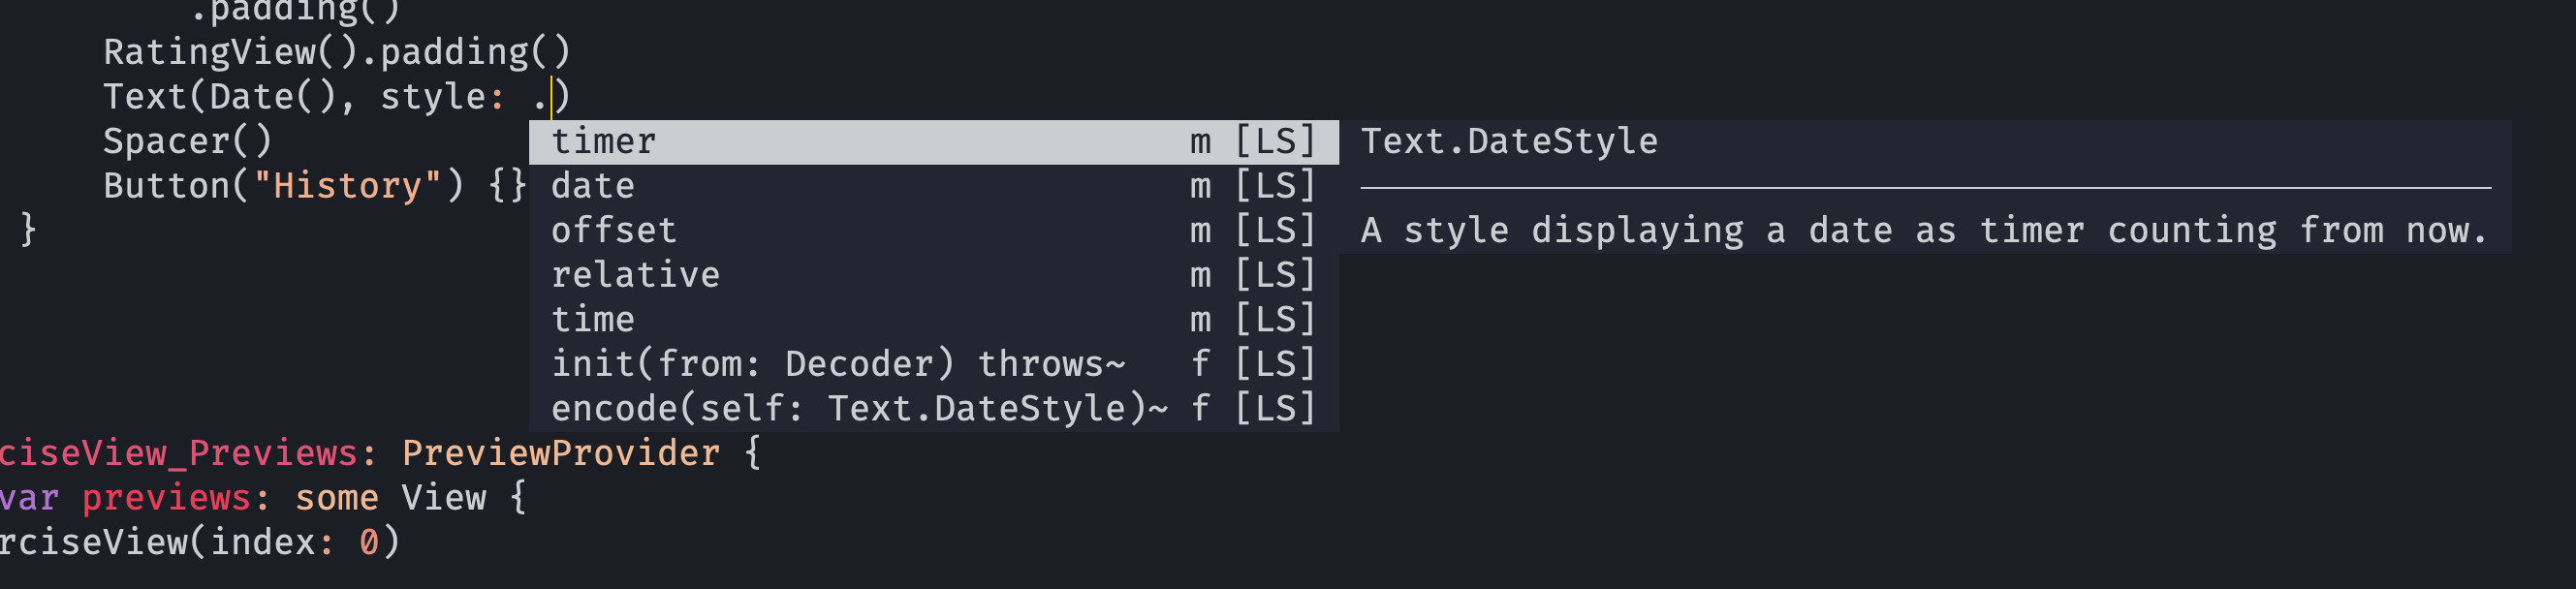 .padding()
RatingView().padding()
Text(Date(), style: .)
Spacer()
Button("History") {}
}
timer m [LS]
date m [LS]
offset m [LS]
relative m [LS]
time m [LS]
init(from: Decoder) throws~ f [LS]
encode(self: Text.DateStyle)~ f [LS]
Text.DateStyle
A style displaying a date as timer counting from now.
ciseView_Previews: PreviewProvider {
var previews: some View {
rciseView(index: 0)